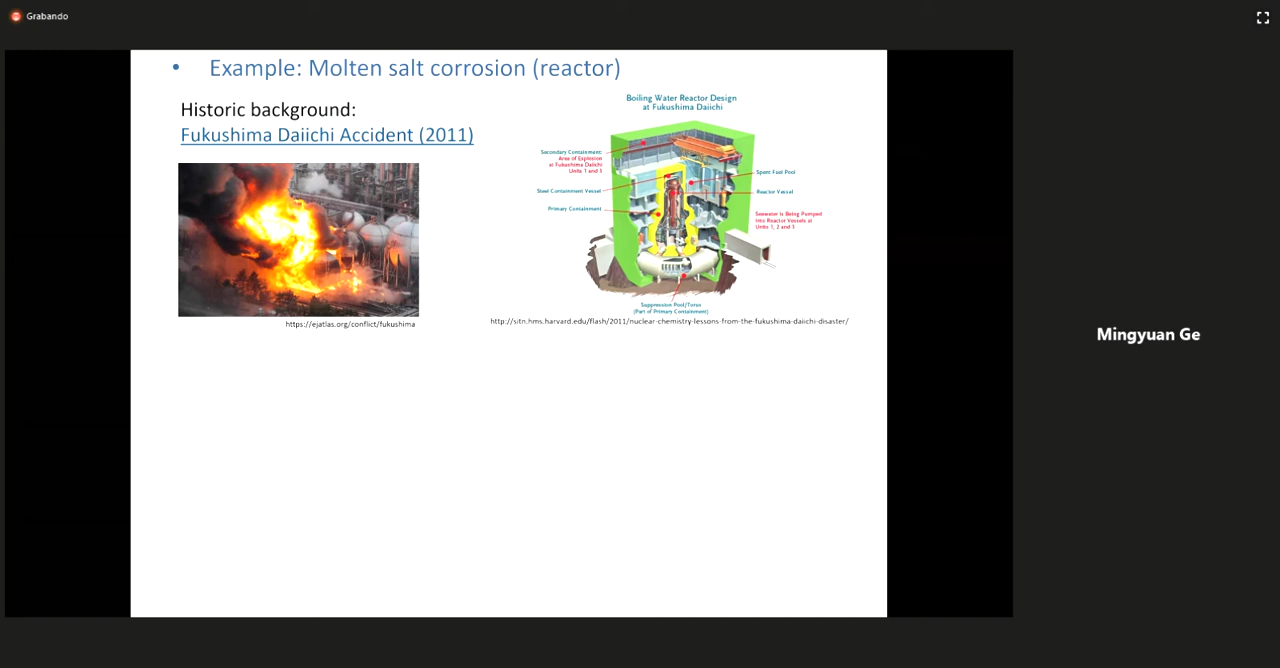 Grabando
• Example: Molten salt corrosion (reactor)
Historic background:
Fukushima Daiichi Accident (2011)
https://ejatlas.org/conflict/fukushima
Boiling Water Reactor Design
at Fukushima Daiichi
Secondary Containment:
Area of Explosion
at Fukushima Daiichi
Units 1 and 3
Steel Containment Vessel
Primary Containment
Spent Fuel Pool
Reactor Vessel
Seewater is Being Pumped
Into Reactor Vessels at
Units 1, 2 and 3
Suppression Pool/Torus
(Part of Primary Containment)
http://sitn.hms.harvard.edu/flash/2011/nuclear-chemistry-lessons-from-the-fukushima-daiichi-disaster/
Mingyuan Ge